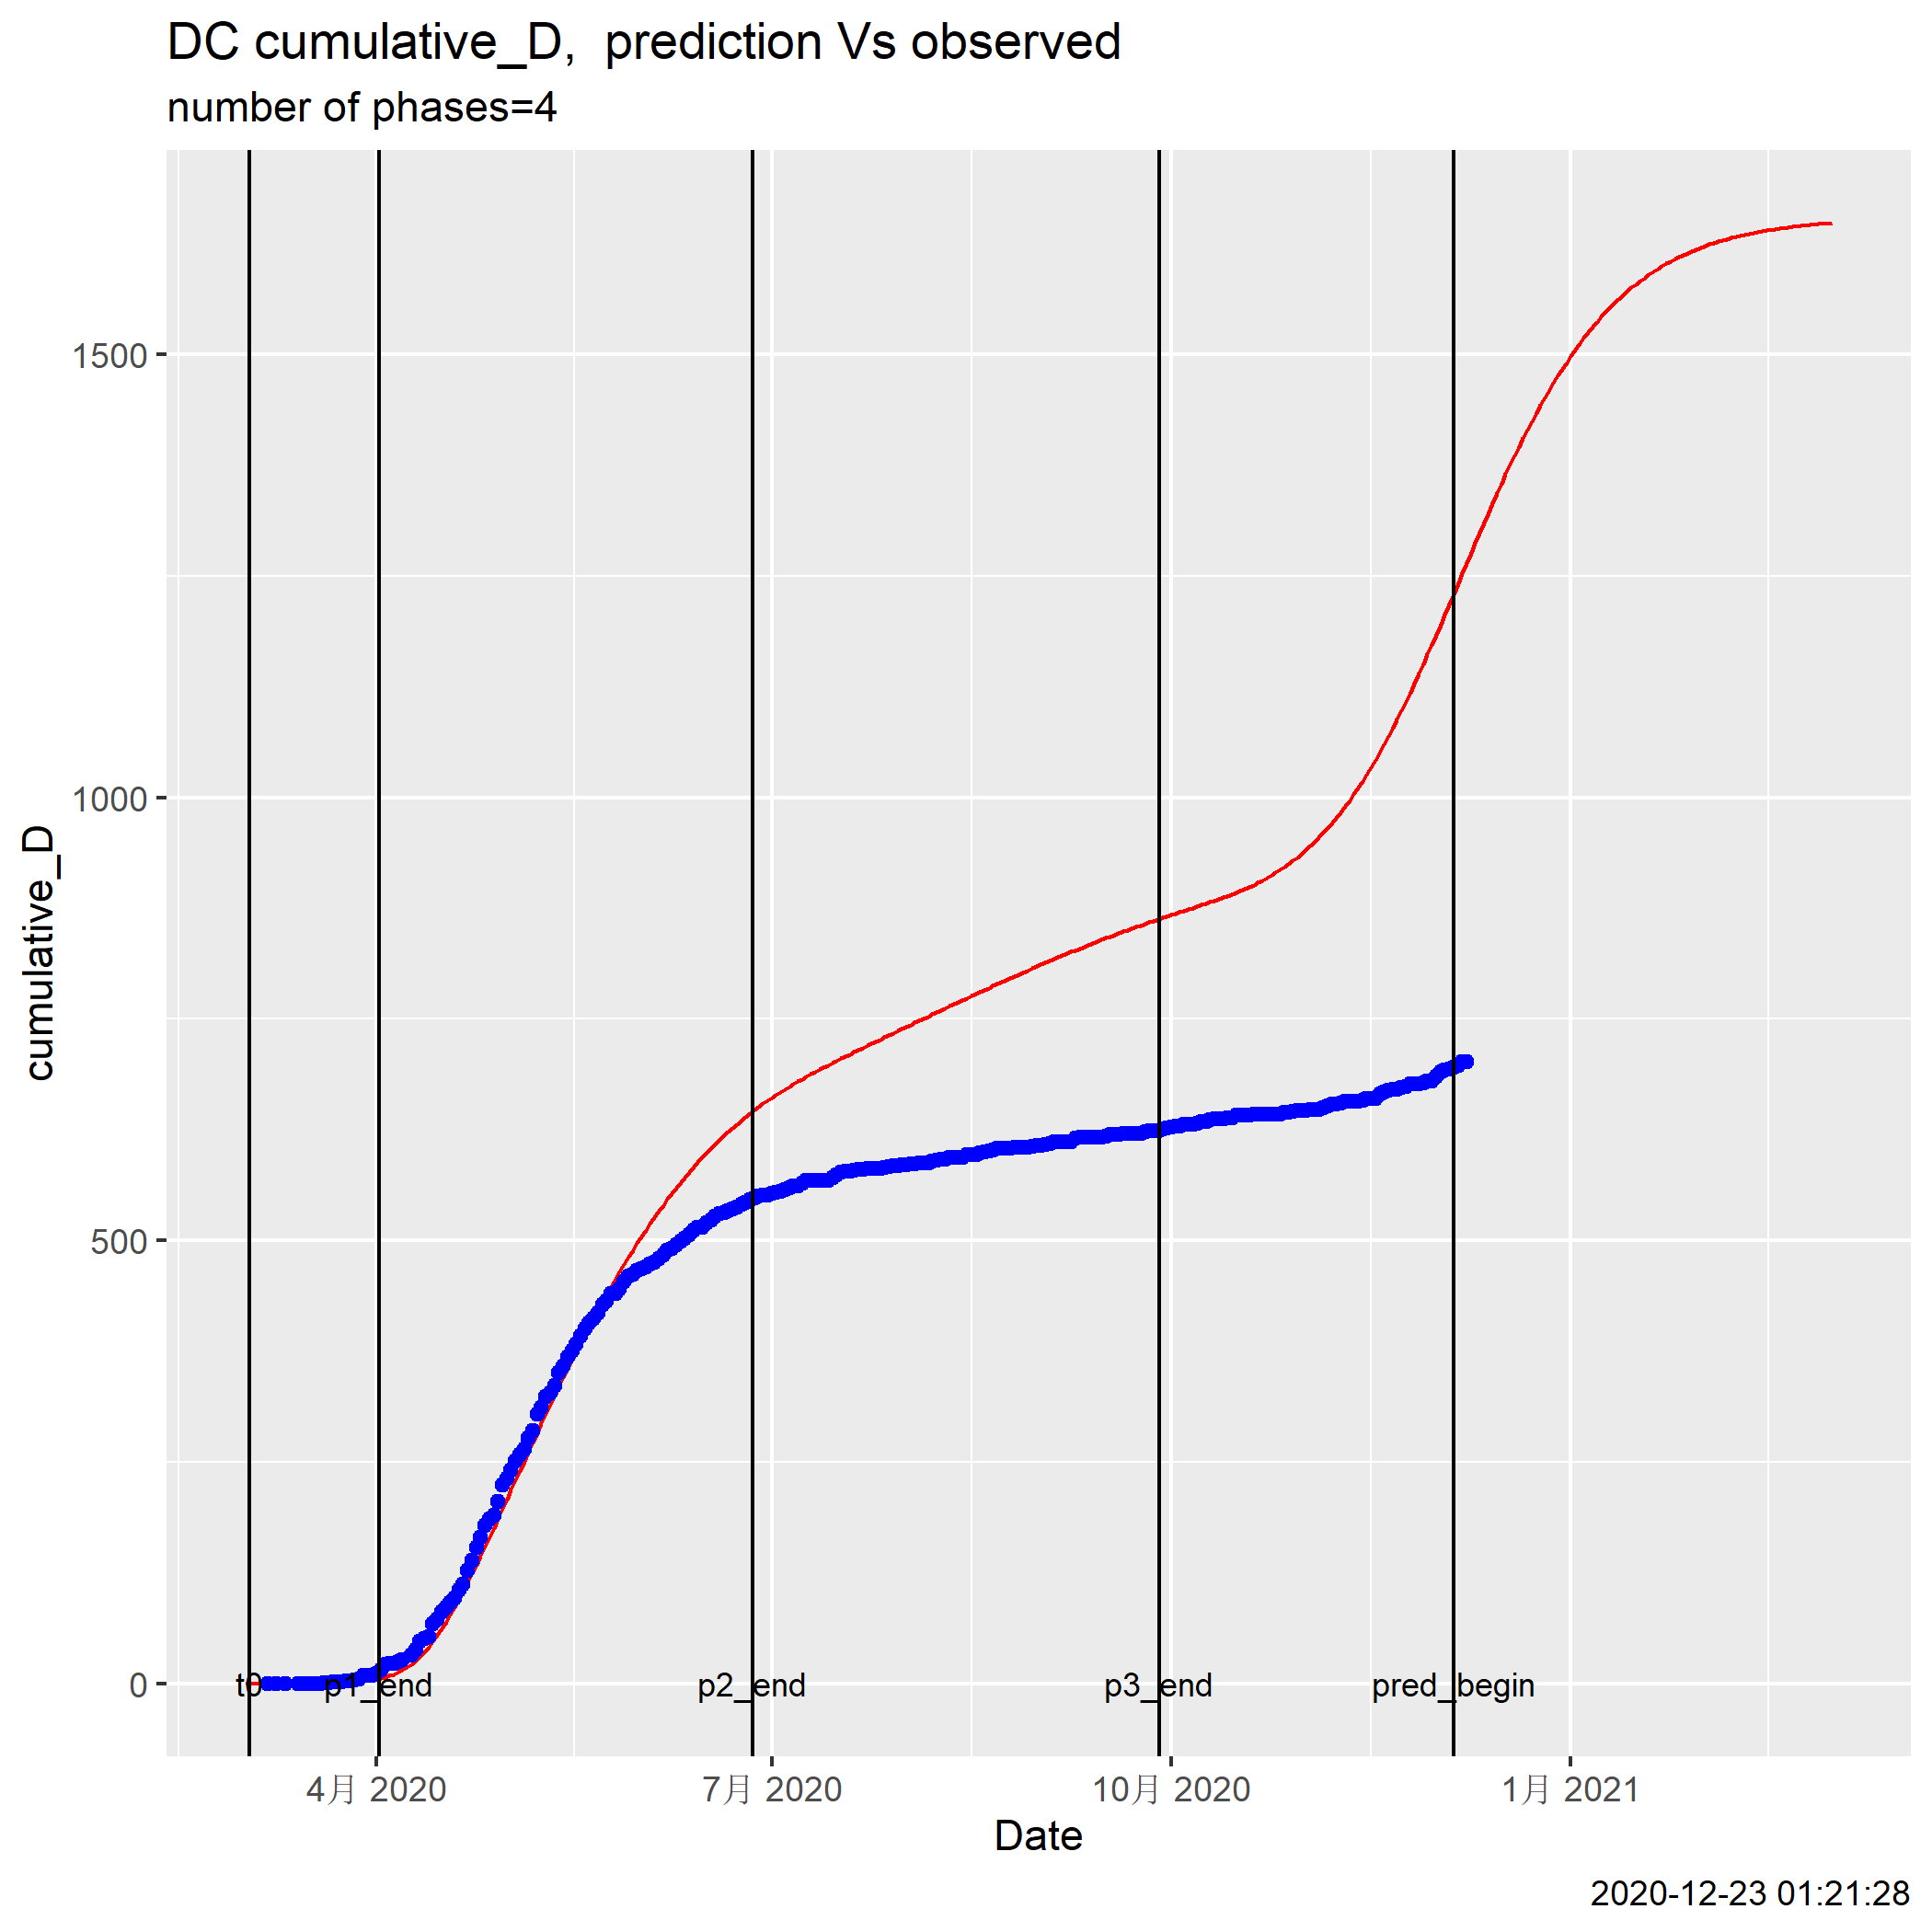 DC cumulative_D,  prediction Vs observed
number of phases=4
cumulative_D
1500
1000
500
0
t0
p1_end
p2_end
p3_end
pred_begin
4月 2020
7月 2020
10月 2020
1月 2021
Date
2020-12-23 01:21:28